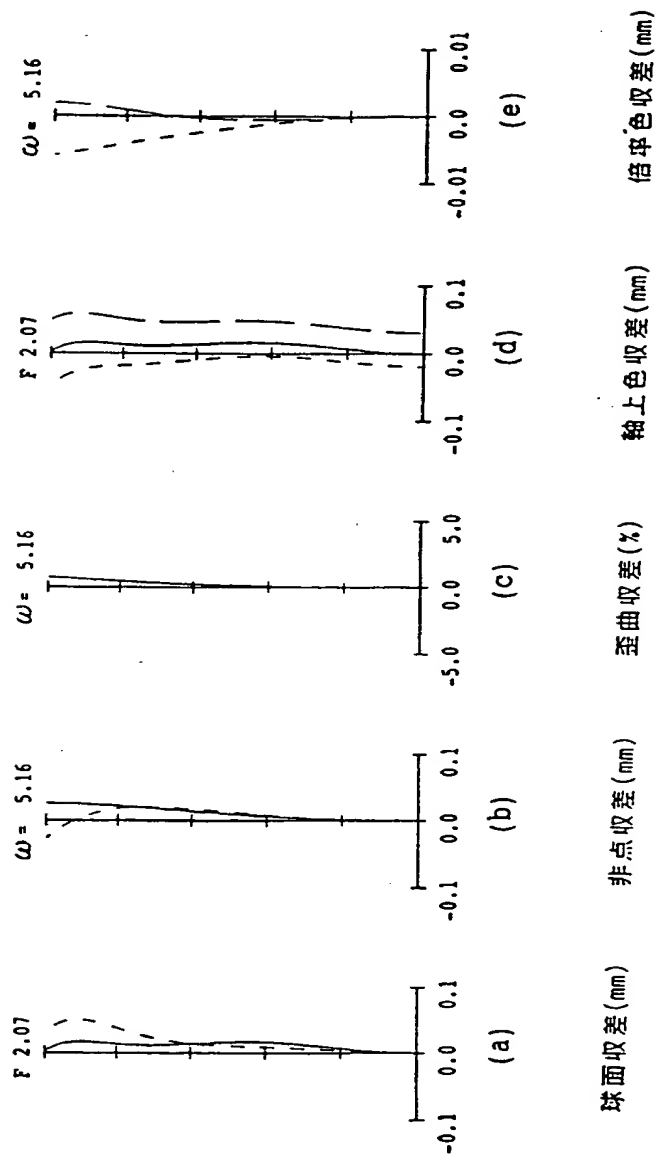 F 2.07
-0.1 0.0 0.1
(a)
球面収差(mm)
ω= 5.16
-0.1 0.0 0.1
(b)
非点収差(mm)
ω= 5.16
-5.0 0.0 5.0
(c)
歪曲収差(%)
F 2.07
-0.1 0.0 0.1
(d)
軸上色収差(mm)
ω= 5.16
-0.01 0.0 0.01
(e)
倍率色収差(mm)